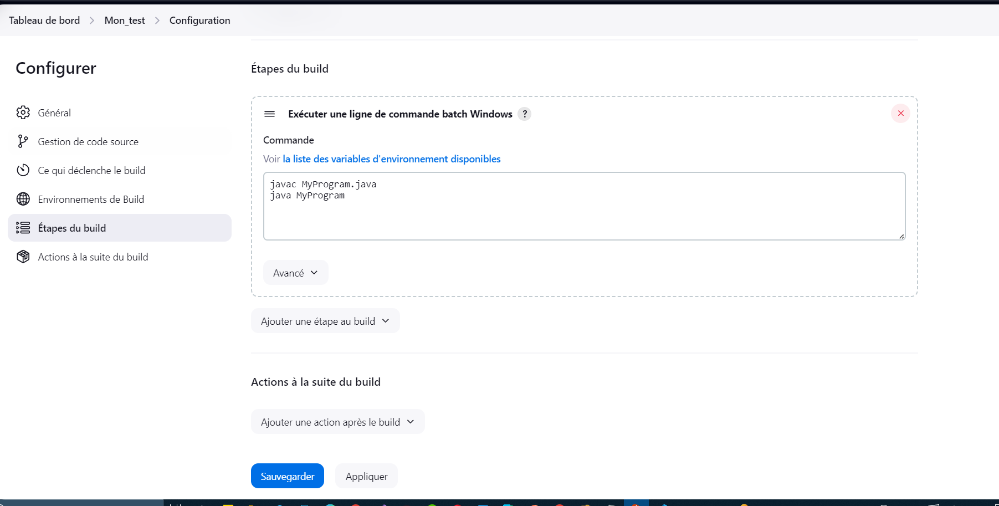 Tableau de bord > Mon_test > Configuration
Configurer
Général
Gestion de code source
Ce qui déclenche le build
Environnements de Build
Étapes du build
Actions à la suite du build
Étapes du build
Exécuter une ligne de commande batch Windows ?
Commande
Voir la liste des variables d'environnement disponibles
javac MyProgram.java
java MyProgram
Avancé
Ajouter une étape au build
Actions à la suite du build
Ajouter une action après le build
Sauvegarder
Appliquer